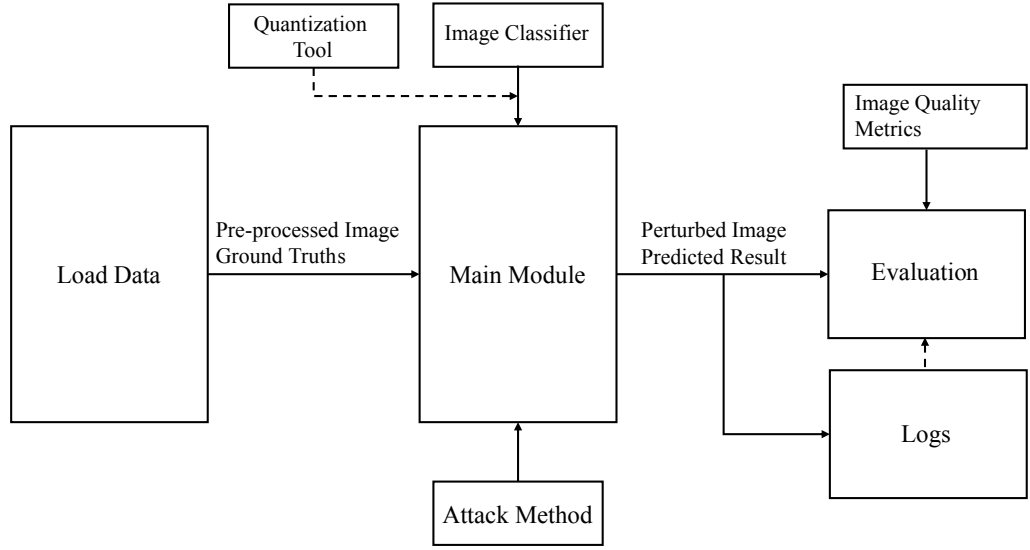 Quantization
Tool
Image Classifier
Image Quality
Metrics
Load Data
Pre-processed Image
Ground Truths
Main Module
Perturbed Image
Predicted Result
Evaluation
Logs
Attack Method